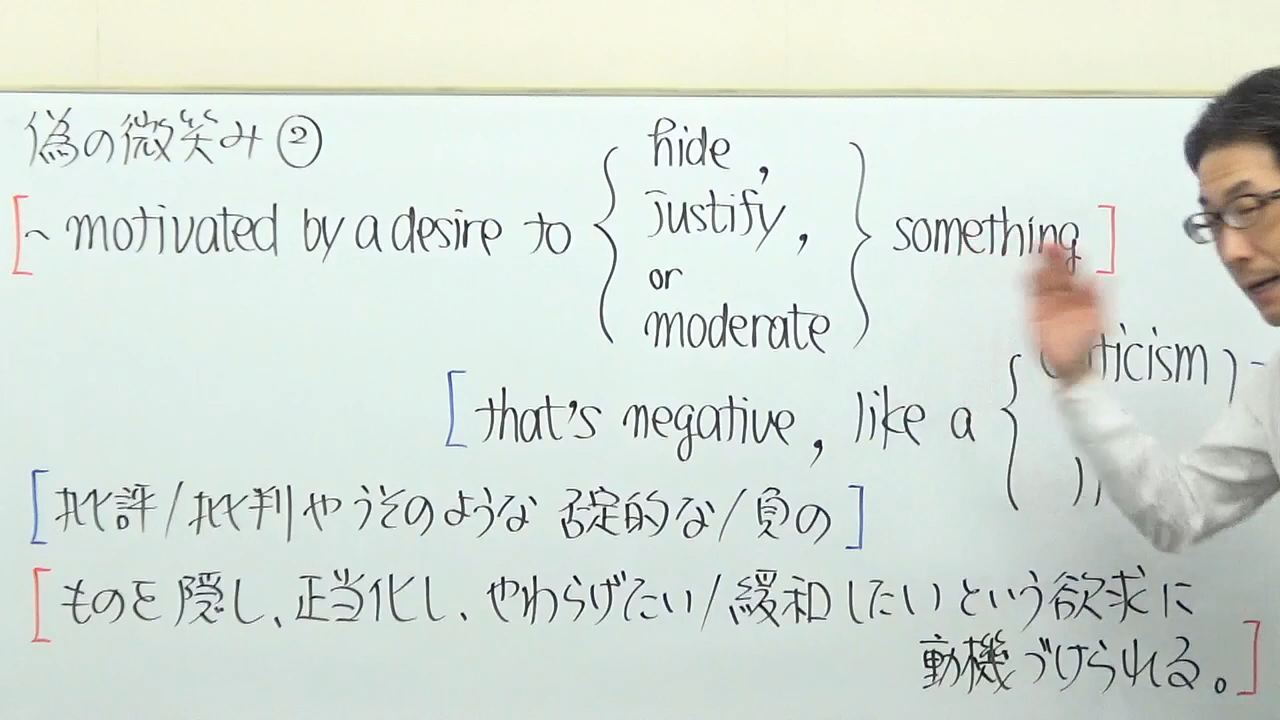 偽の微笑み②
~ motivated by a desire to { hide, justify, or moderate } something]
[that's negative, like a {
[批評/批判やうそのような否定的な/負の]
[ものを隠し、正当化し、やわらげたい/緩和したいという欲求に
動機づけられる。]